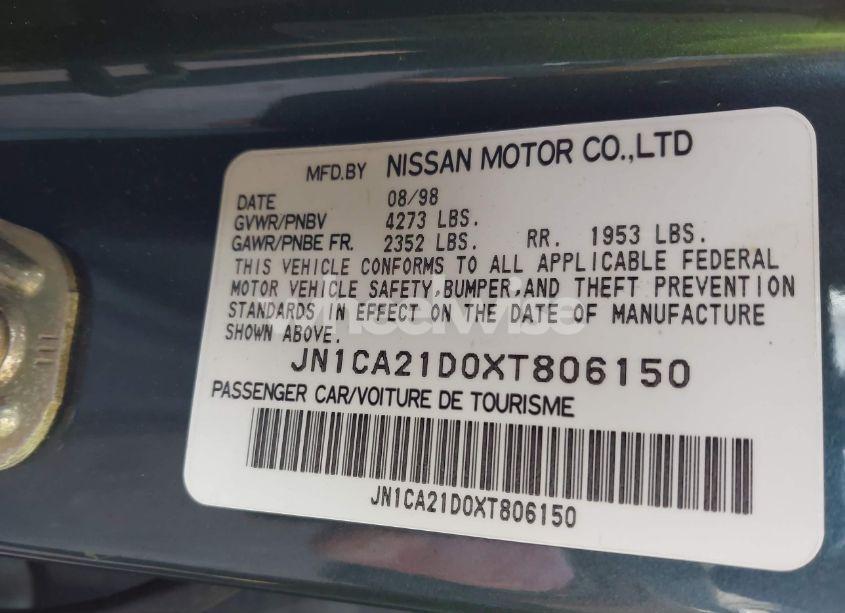 MFD.BY NISSAN MOTOR CO.,LTD
DATE 08/98
GVWR/PNBV 4273 LBS.
GAWR/PNBE FR. 2352 LBS. RR. 1953 LBS.
THIS VEHICLE CONFORMS TO ALL APPLICABLE FEDERAL
MOTOR VEHICLE SAFETY,BUMPER,AND THEFT PREVENTION
STANDARDS IN EFFECT ON THE DATE OF MANUFACTURE
SHOWN ABOVE.
JN1CA21D0XT806150
PASSENGER CAR/VOITURE DE TOURISME
JN1CA21D0XT806150